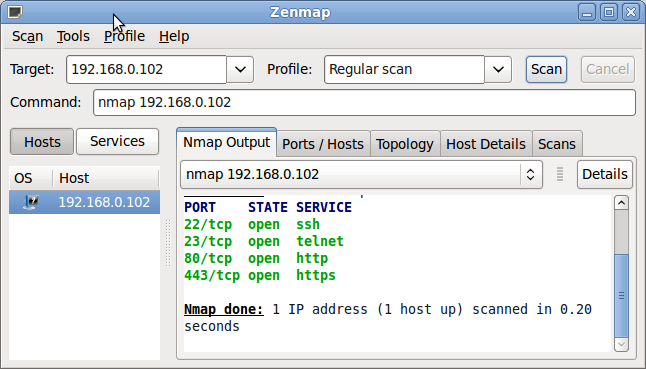 Zenmap
Scan Tools Profile Help
Target: 192.168.0.102 Profile: Regular scan Scan Cancel
Command: nmap 192.168.0.102
Hosts Services
Nmap Output Ports / Hosts Topology Host Details Scans
OS Host
nmap 192.168.0.102 Details
192.168.0.102
PORT STATE SERVICE
22/tcp open ssh
23/tcp open telnet
80/tcp open http
443/tcp open https
Nmap done: 1 IP address (1 host up) scanned in 0.20
seconds